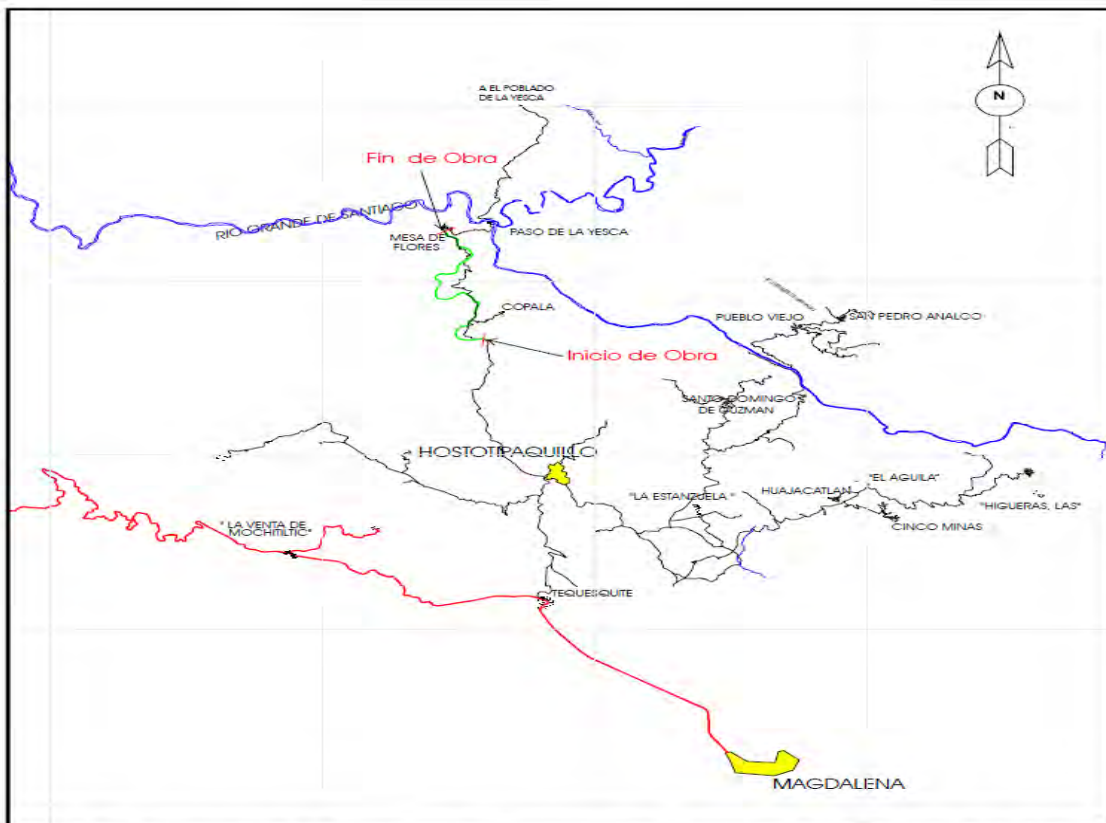 A EL POBLADO
DE LA YESCA
N
Fin de Obra
RIO GRANDE DE SANTIAGO
MESA DE
FLORES
PASO DE LA YESCA
COPALA
PUEBLO VIEJO
SAN PEDRO ANALCO
Inicio de Obra
SANTO DOMINGO
DE GUZMAN
HOSTOTIPAQUILLO
"LA ESTANZUELA "
HUAJACATLAN
"EL AGUILA"
"HIGUERAS, LAS"
CINCO MINAS
" LA VENTA DE
MOCHITILTIC"
TEQUESQUITE
MAGDALENA